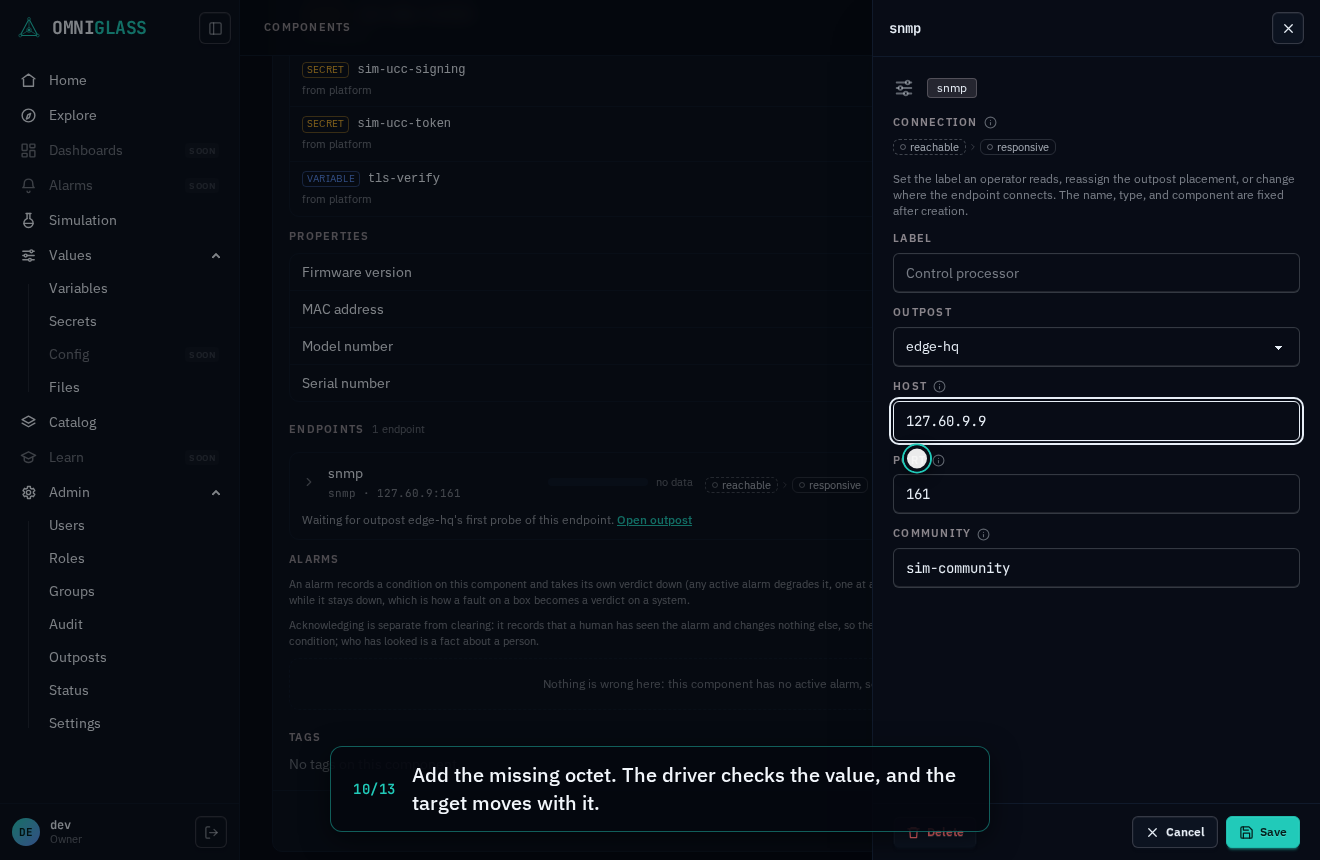 OMNIGLASS
COMPONENTS
snmp
Home
Explore
Dashboards SOON
Alarms SOON
Simulation
Values
Variables
Secrets
Config SOON
Files
Catalog
Learn SOON
Admin
Users
Roles
Groups
Audit
Outposts
Status
Settings
DE dev
Owner
SECRET sim-ucc-signing
from platform
SECRET sim-ucc-token
from platform
VARIABLE tls-verify
from platform
PROPERTIES
Firmware version
MAC address
Model number
Serial number
ENDPOINTS 1 endpoint
snmp
snmp · 127.60.9:161
no data reachable › responsive
Waiting for outpost edge-hq's first probe of this endpoint. Open outpost
ALARMS
An alarm records a condition on this component and takes its own verdict down (any active alarm degrades it, one at a
while it stays down, which is how a fault on a box becomes a verdict on a system.
Acknowledging is separate from clearing: it records that a human has seen the alarm and changes nothing else, so the
condition; who has looked is a fact about a person.
Nothing is wrong here: this component has no active alarm, s
TAGS
No tag
10/13 Add the missing octet. The driver checks the value, and the
target moves with it.
snmp
CONNECTION
reachable › responsive
Set the label an operator reads, reassign the outpost placement, or change
where the endpoint connects. The name, type, and component are fixed
after creation.
LABEL
Control processor
OUTPOST
edge-hq
HOST
127.60.9.9
P
161
COMMUNITY
sim-community
Delete
Cancel
Save